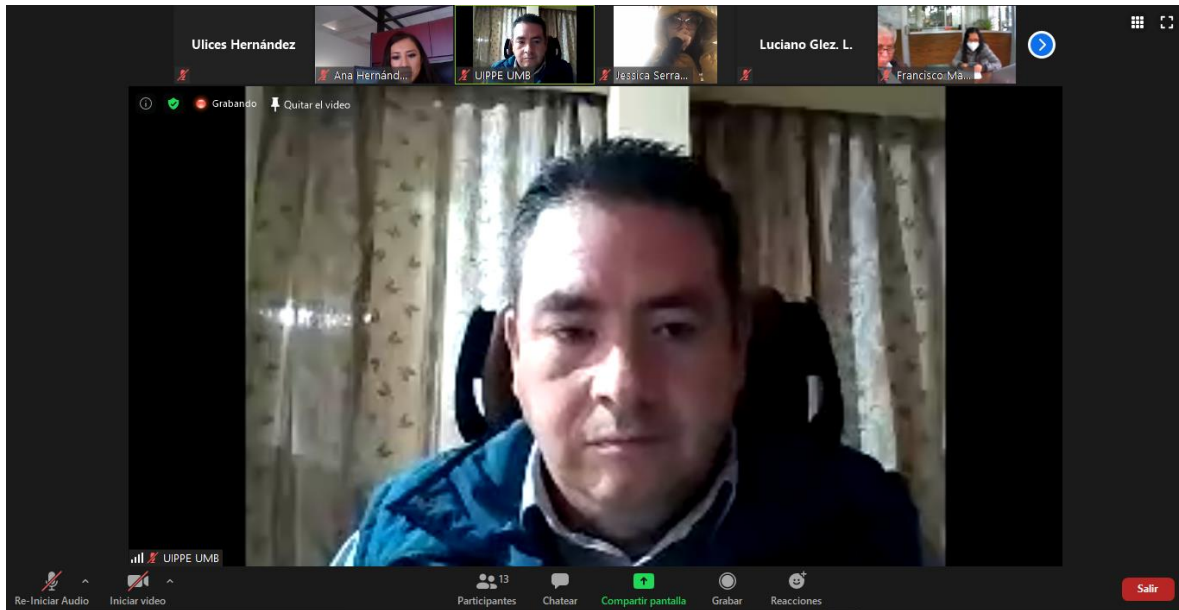 Ulices Hernández
Ana Hernánd...
UIPPE UMB
Jessica Serra...
Luciano Glez. L.
Francisco Ma...
Grabando
Quitar el video
UIPPE UMB
Re-Iniciar Audio
Iniciar video
Participantes
13
Chatear
Compartir pantalla
Grabar
Reacciones
Salir